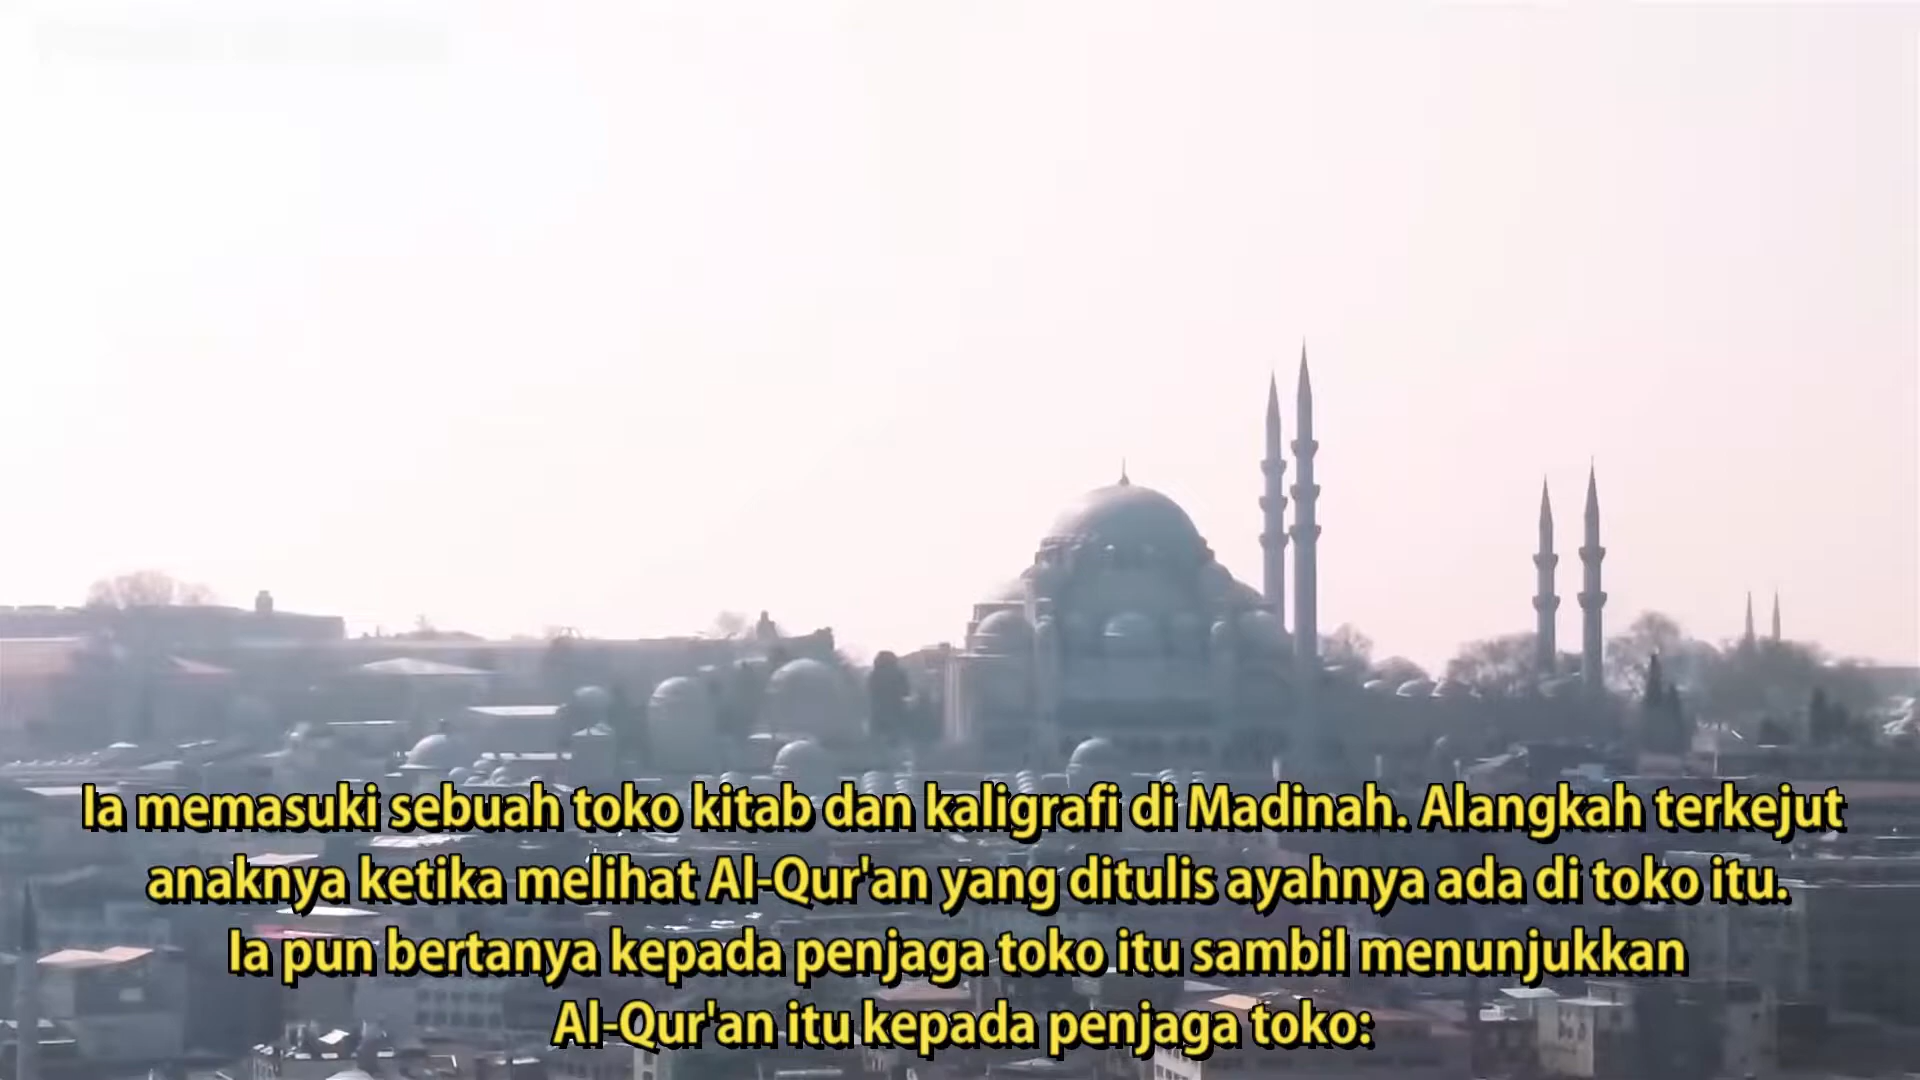 Ia memasuki sebuah toko kitab dan kaligrafi di Madinah. Alangkah terkejut
anaknya ketika melihat Al-Qur'an yang ditulis ayahnya ada di toko itu.
Ia pun bertanya kepada penjaga toko itu sambil menunjukkan
Al-Qur'an itu kepada penjaga toko: